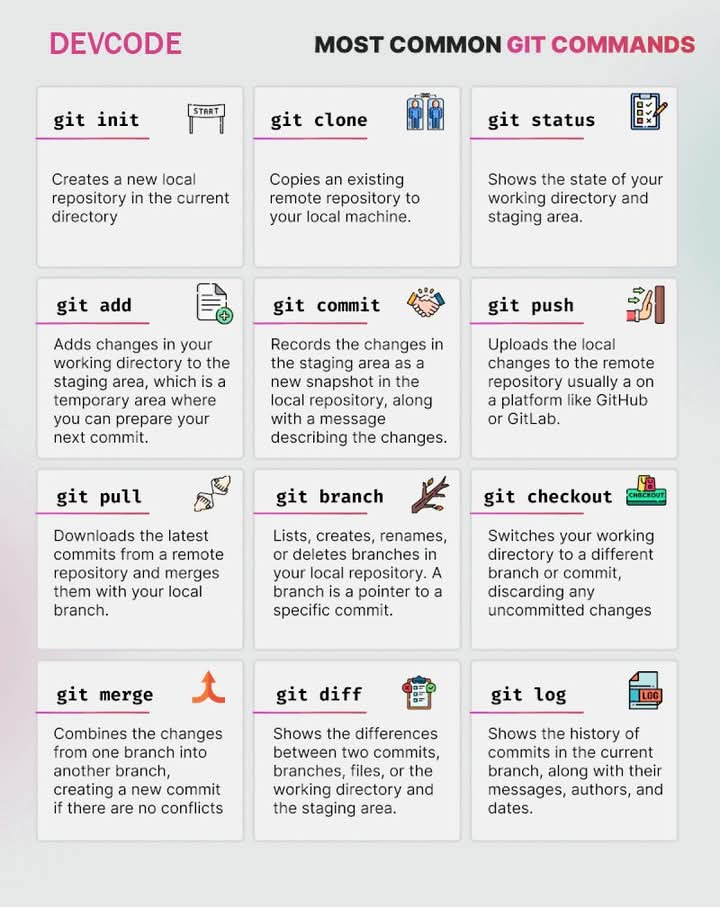 DEVCODE
MOST COMMON GIT COMMANDS
git init
START
Creates a new local
repository in the current
directory
git clone
Copies an existing
remote repository to
your local machine.
git status
Shows the state of your
working directory and
staging area.
git add
Adds changes in your
working directory to the
staging area, which is a
temporary area where
you can prepare your
next commit.
git commit
Records the changes in
the staging area as a
new snapshot in the
local repository, along
with a message
describing the changes.
git push
Uploads the local
changes to the remote
repository usually a on
a platform like GitHub
or GitLab.
git pull
Downloads the latest
commits from a remote
repository and merges
them with your local
branch.
git branch
Lists, creates, renames,
or deletes branches in
your local repository. A
branch is a pointer to a
specific commit.
git checkout
CHECKOUT
Switches your working
directory to a different
branch or commit,
discarding any
uncommitted changes
git merge
Combines the changes
from one branch into
another branch,
creating a new commit
if there are no conflicts
git diff
Shows the differences
between two commits,
branches, files, or the
working directory and
the staging area.
git log
LOG
Shows the history of
commits in the current
branch, along with their
messages, authors, and
dates.